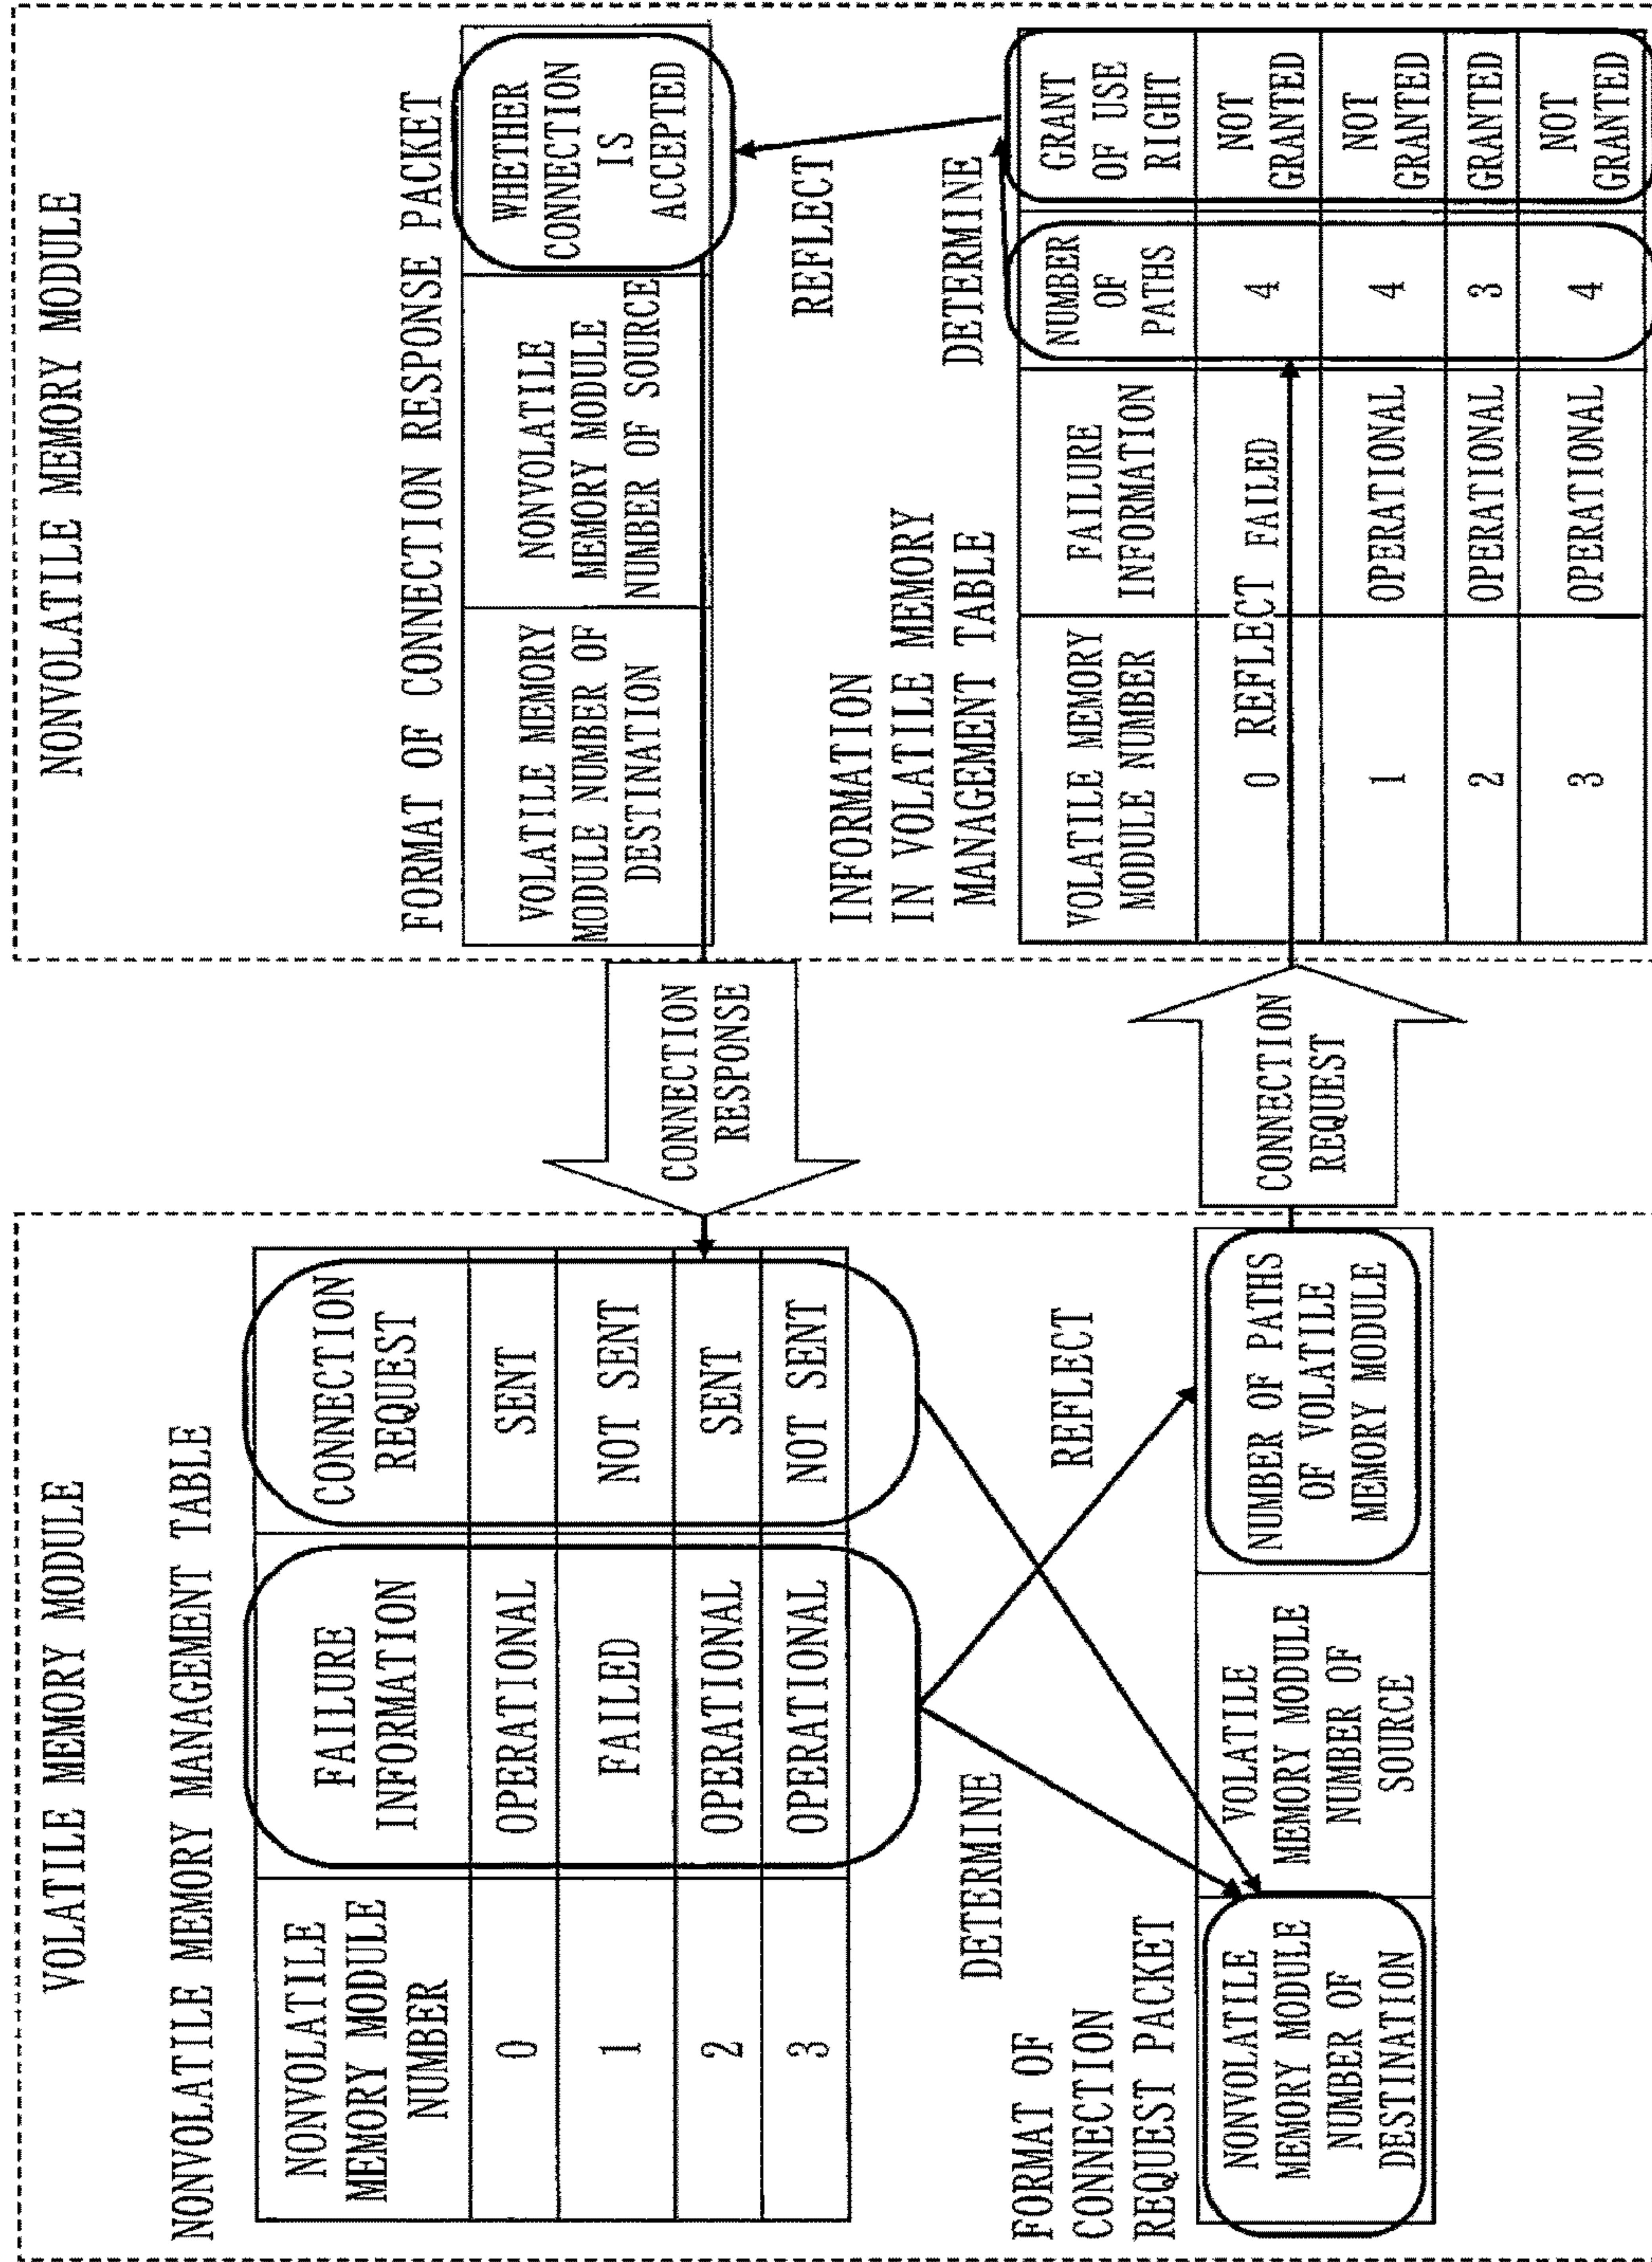 VOLATILE MEMORY MODULE
NONVOLATILE MEMORY MANAGEMENT TABLE
NONVOLATILE
MEMORY MODULE
NUMBER
FAILURE
INFORMATION
CONNECTION
REQUEST
0
OPERATIONAL
SENT
1
FAILED
NOT SENT
2
OPERATIONAL
SENT
3
OPERATIONAL
NOT SENT
DETERMINE
REFLECT
FORMAT OF
CONNECTION
REQUEST PACKET
NONVOLATILE
MEMORY MODULE
NUMBER OF
DESTINATION
VOLATILE
MEMORY MODULE
NUMBER OF
SOURCE
NUMBER OF PATHS
OF VOLATILE
MEMORY MODULE
CONNECTION
RESPONSE
CONNECTION
REQUEST
NONVOLATILE MEMORY MODULE
FORMAT OF CONNECTION RESPONSE PACKET
VOLATILE MEMORY
MODULE NUMBER OF
DESTINATION
NONVOLATILE
MEMORY MODULE
NUMBER OF SOURCE
WHETHER
CONNECTION
IS
ACCEPTED
REFLECT
INFORMATION
IN VOLATILE MEMORY
MANAGEMENT TABLE
DETERMINE
VOLATILE MEMORY
MODULE NUMBER
FAILURE
INFORMATION
NUMBER
OF
PATHS
GRANT
OF USE
RIGHT
0
REFLECT
FAILED
4
NOT
GRANTED
1
OPERATIONAL
4
NOT
GRANTED
2
OPERATIONAL
3
GRANTED
3
OPERATIONAL
4
NOT
GRANTED